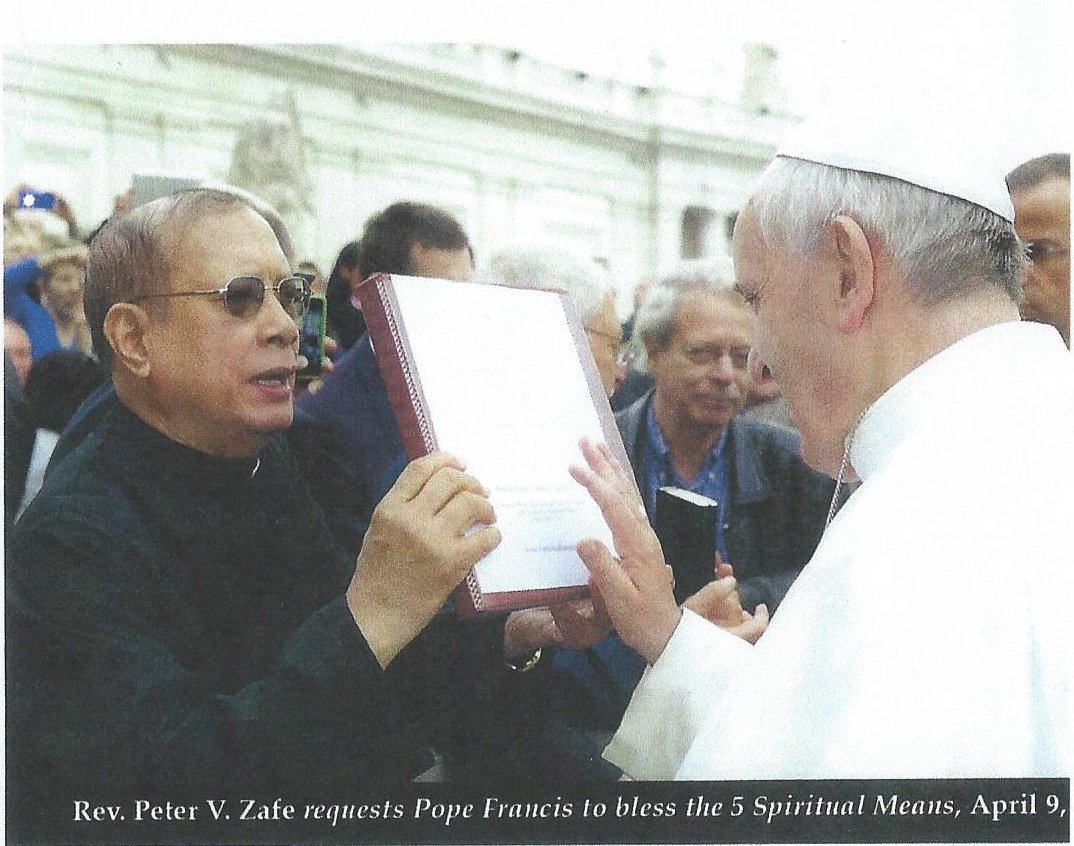 Rev. Peter V. Zafe requests Pope Francis to bless the 5 Spiritual Means, April 9,